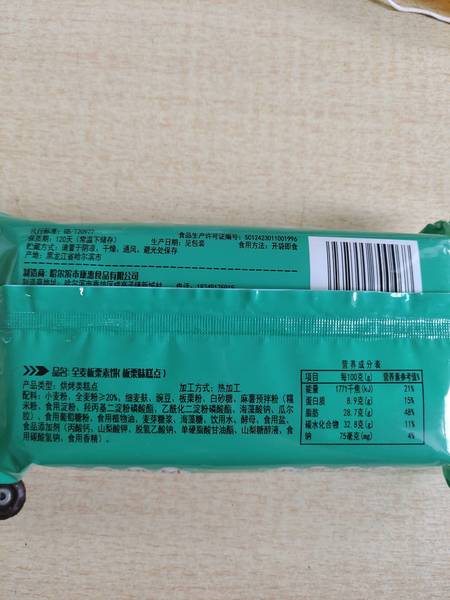 执行标准: GB/T20977
食品生产许可证编号: SC12423011001996
保质期: 120天 (常温下储存)
生产日期: 见包装
食用方法: 开袋即食
贮藏方式: 请置于阴凉、干燥、通风、避光处保存
产地: 黑龙江省哈尔滨市
制造商: 哈尔滨市康惠食品有限公司
品名: 全麦板栗素饼( 板栗味糕点)
产品类型: 烘烤类糕点 加工方式: 热加工
配料: 小麦粉、全麦粉≥20%、细麦麸、豌豆、板栗粉、白砂糖、麻薯预拌粉 (糯
米粉、食用淀粉、羟丙基二淀粉磷酸酯、乙酰化二淀粉磷酸酯、海藻酸钠、瓜尔
胶)、食用葡萄糖粉、食用植物油、麦芽糖浆、海藻糖、饮用水、酵母、食用盐、
食品添加剂 (丙酸钙、山梨酸钾、脱氢乙酸钠、单硬脂酸甘油酯、山梨糖醇液、食
用碳酸氢钠、食用香精)。
营养成分表
项目 每100克(g) 营养素参考值%
能量 1771千焦(kJ) 21%
蛋白质 8.9克(g) 15%
脂肪 28.7克(g) 48%
碳水化合物 32.8克(g) 11%
钠 75毫克(mg) 4%